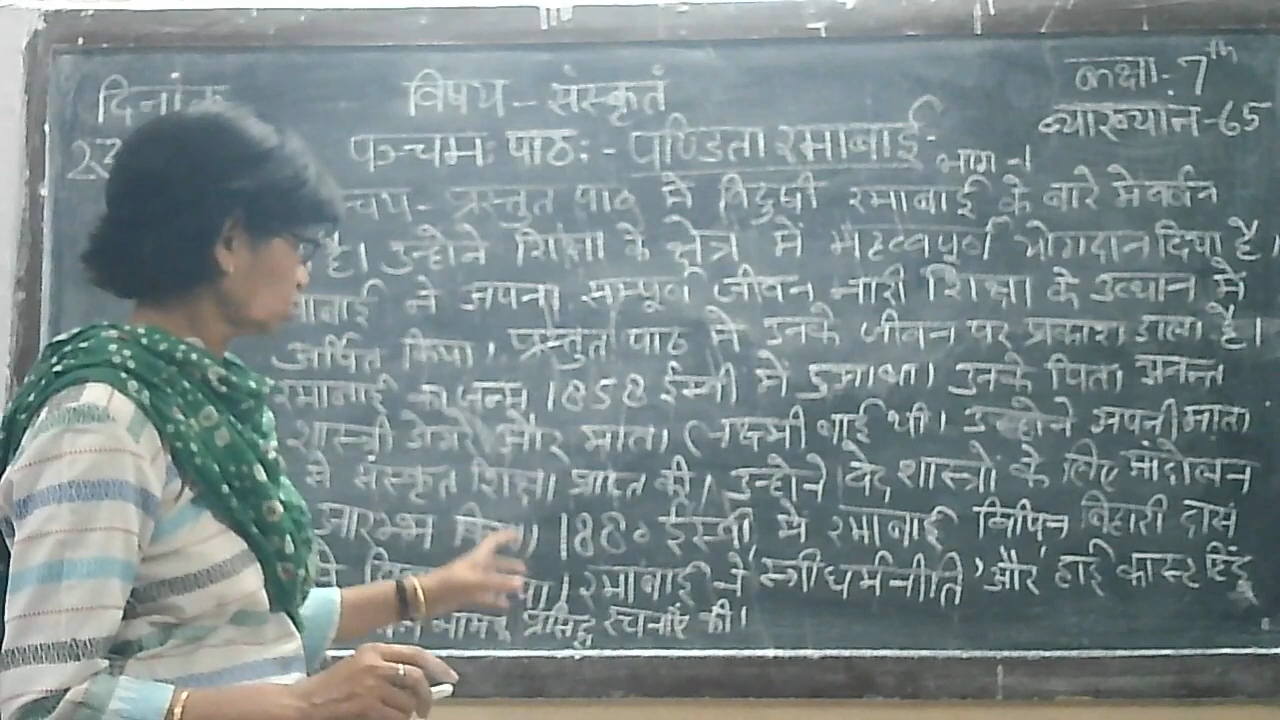 दिनांक विषय - संस्कृतं कक्षा - 7th
व्याख्यान - 65
पञ्चमः पाठः - पण्डिता रमाबाई - भाग -1
प्रस्तुत पाठ में विदुषी रमाबाई के बारे में वर्णन
है। उन्होने शिक्षा के क्षेत्र में महत्वपूर्ण योगदान दिया है।
ने अपना सम्पूर्ण जीवन नारी शिक्षा के उत्थान में
अर्पित किया। प्रस्तुत पाठ में उनके जीवन पर प्रकाश डाला है।
रमाबाई का जन्म 1858 ईस्वी में हुआ था। उनके पिता अनन्त
शास्त्री डोंगरे और माता लक्ष्मी बाई थी। उन्होने अपनी माता
से संस्कृत शिक्षा प्राप्त की। उन्होने वेद शास्त्रों के लिए आंदोलन
आरम्भ किया। 1880 ईस्वी में रमाबाई विपिन बिहारी दास
रमाबाई ने 'स्त्रीधर्मनीति' और हाई कास्ट हिंदू
नामक प्रसिद्ध रचनाएं की।